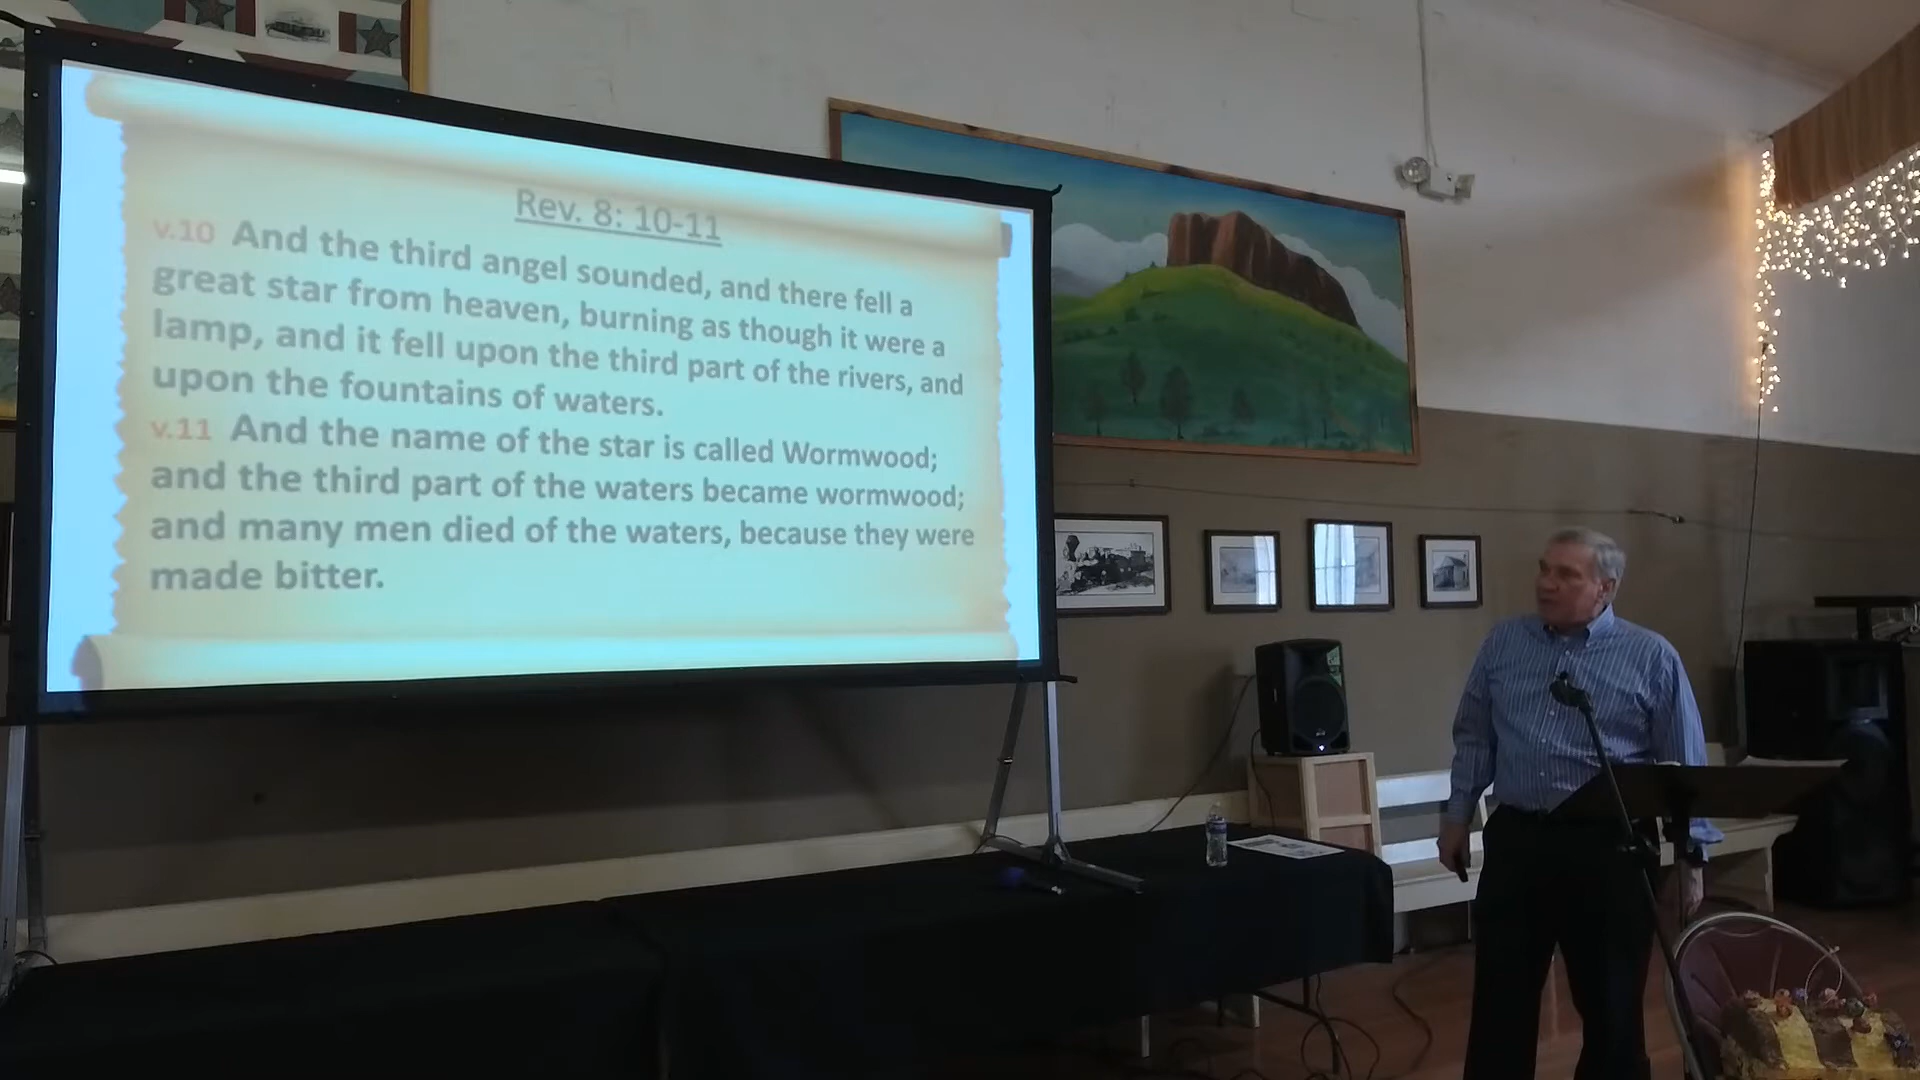 Rev. 8: 10-11
v.10 And the third angel sounded, and there fell a
great star from heaven, burning as though it were a
lamp, and it fell upon the third part of the rivers, and
upon the fountains of waters.
v.11 And the name of the star is called Wormwood;
and the third part of the waters became wormwood;
and many men died of the waters, because they were
made bitter.